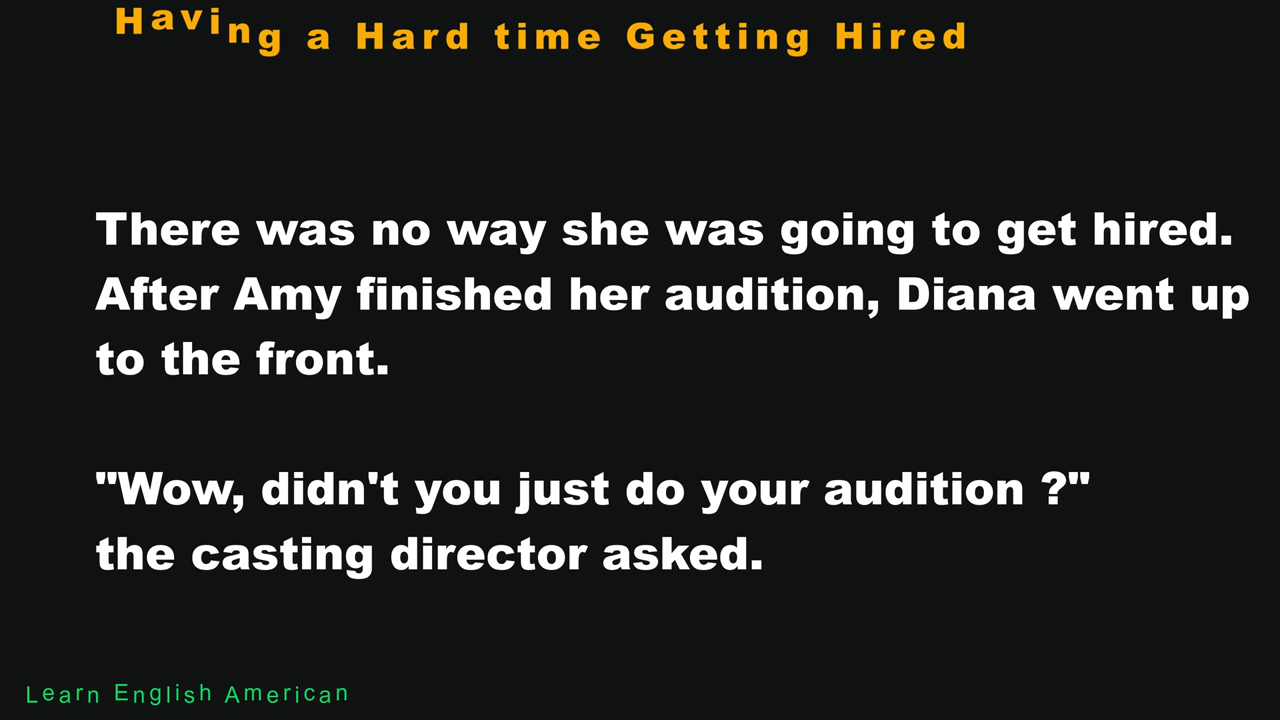 Having a Hard time Getting Hired
There was no way she was going to get hired.
After Amy finished her audition, Diana went up
to the front.
"Wow, didn't you just do your audition ?"
the casting director asked.
Learn English American